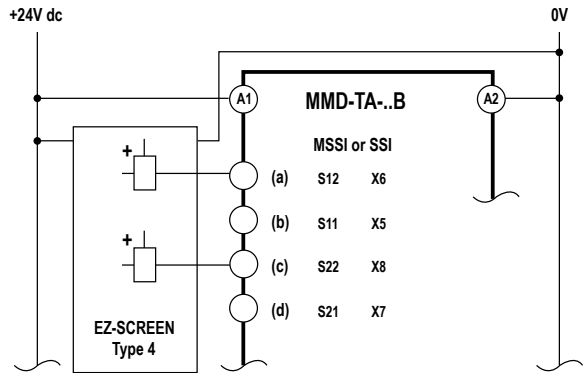 +24V dc
0V
A1
MMD-TA-..B
A2
MSSI or SSI
+
(a) S12 X6
(b) S11 X5
+
(c) S22 X8
(d) S21 X7
EZ-SCREEN
Type 4